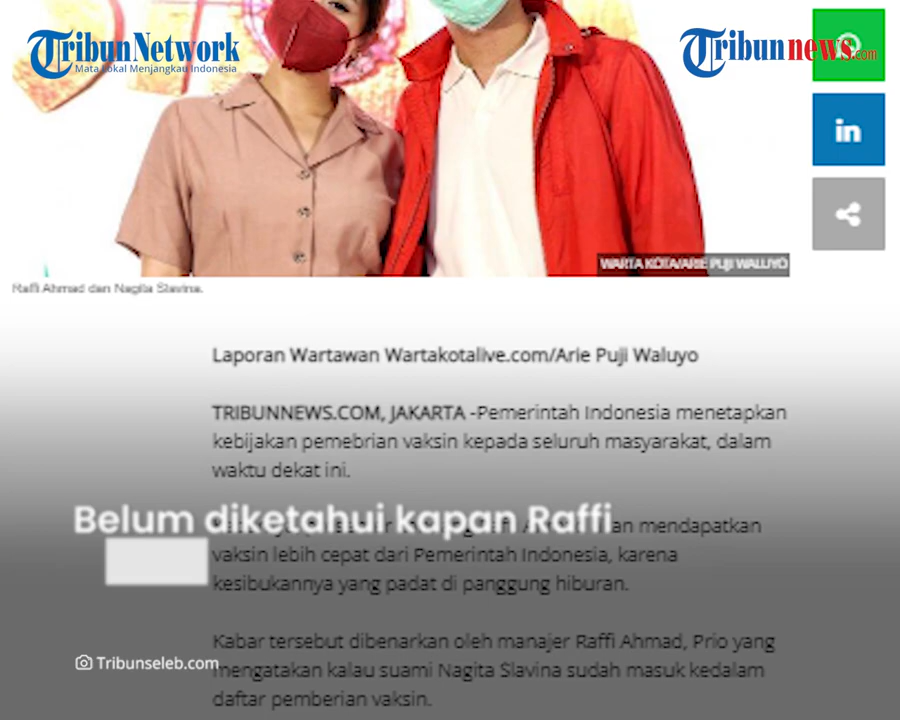 Tribun Network
Mata Lokal Menjangkau Indonesia
Tribunnews.com
in
WARTA KOTA/ARIE PUJI WALUYO
Raffi Ahmad dan Nagita Slavina.
Laporan Wartawan Wartakotalive.com/Arie Puji Waluyo
TRIBUNNEWS.COM, JAKARTA -Pemerintah Indonesia menetapkan
kebijakan pemebrian vaksin kepada seluruh masyarakat, dalam
waktu dekat ini.
Belum diketahui kapan Raffi
mendapatkan
vaksin lebih cepat dari Pemerintah Indonesia, karena
kesibukannya yang padat di panggung hiburan.
Kabar tersebut dibenarkan oleh manajer Raffi Ahmad, Prio yang
Tribunseleb.com
mengatakan kalau suami Nagita Slavina sudah masuk kedalam
daftar pemberian vaksin.